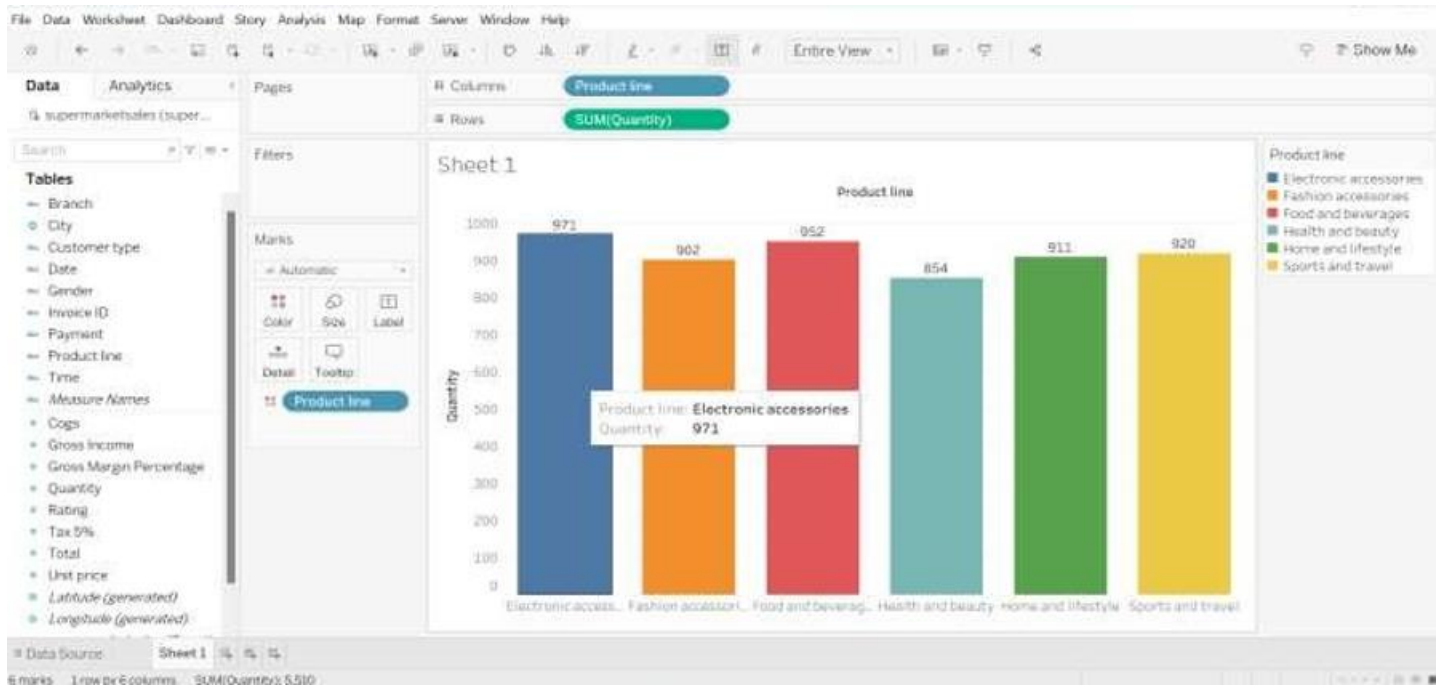 File Data Worksheet Dashboard Story Analysis Map Format Server Window Help
Entire View
Show Me
Data Analytics
supermarketsales (super...
Search
Tables
Branch
City
Customer type
Date
Gender
Invoice ID
Payment
Product line
Time
Measure Names
Cogs
Gross Income
Gross Margin Percentage
Quantity
Rating
Tax 5%
Total
Unit price
Latitude (generated)
Longitude (generated)
Pages
Filters
Marks
Automatic
Color Size Label
Detail Tooltip
Product line
Columns Product line
Rows SUM(Quantity)
Sheet 1
Product line
Quantity
1000
900
800
700
600
500
400
300
200
100
0
971 902 952 854 911 920
Product line: Electronic accessories
Quantity: 971
Electronic access.. Fashion accessori.. Food and beverag.. Health and beauty Home and lifestyle Sports and travel
Product line
Electronic accessories
Fashion accessories
Food and beverages
Health and beauty
Home and lifestyle
Sports and travel
Data Source Sheet 1
6 marks 1 row by 6 columns SUM(Quantity): 5,510